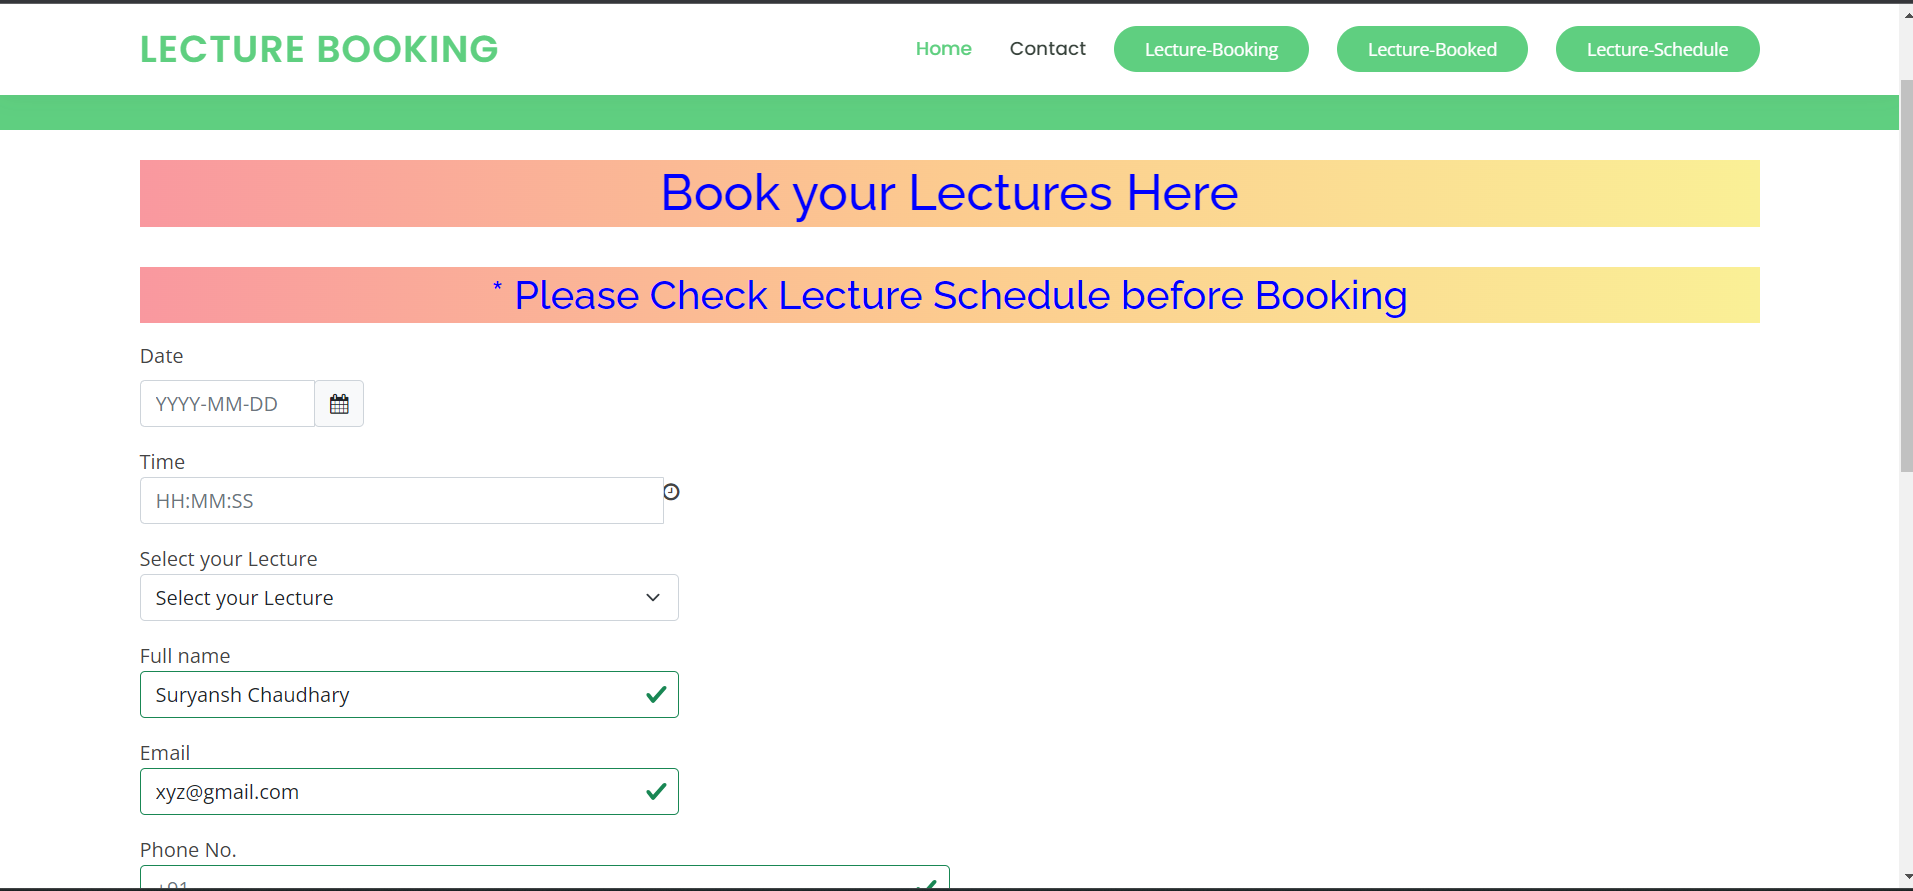 LECTURE BOOKING
Home Contact Lecture-Booking Lecture-Booked Lecture-Schedule
Book your Lectures Here
* Please Check Lecture Schedule before Booking
Date
YYYY-MM-DD
Time
HH:MM:SS
Select your Lecture
Select your Lecture
Full name
Suryansh Chaudhary
Email
xyz@gmail.com
Phone No.
+91